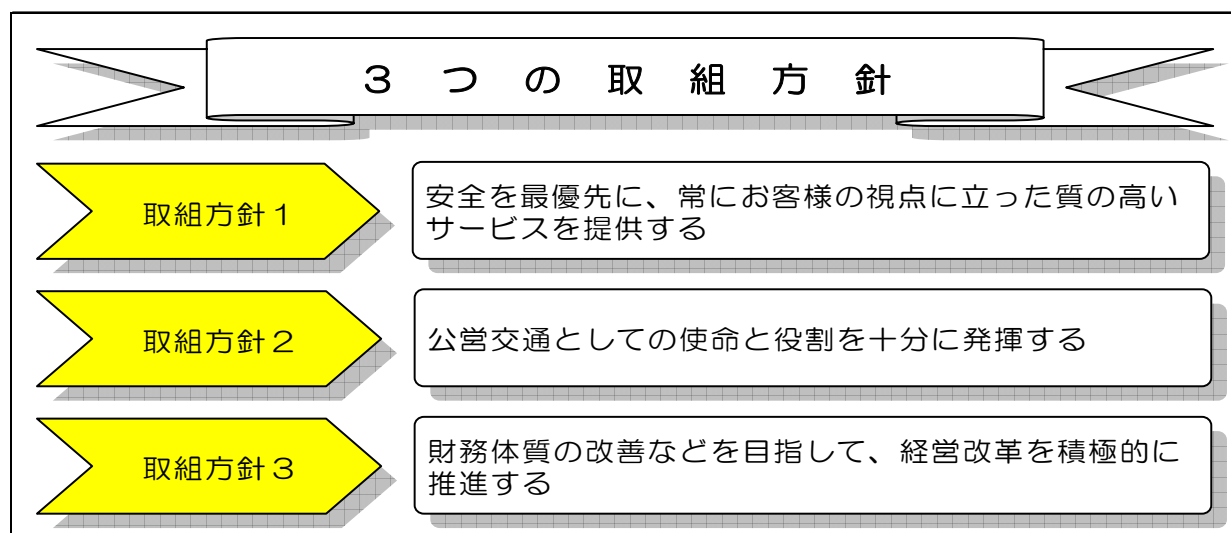 ３つの取組方針
取組方針１
安全を最優先に、常にお客様の視点に立った質の高い
サービスを提供する
取組方針２
公営交通としての使命と役割を十分に発揮する
取組方針３
財務体質の改善などを目指して、経営改革を積極的に
推進する